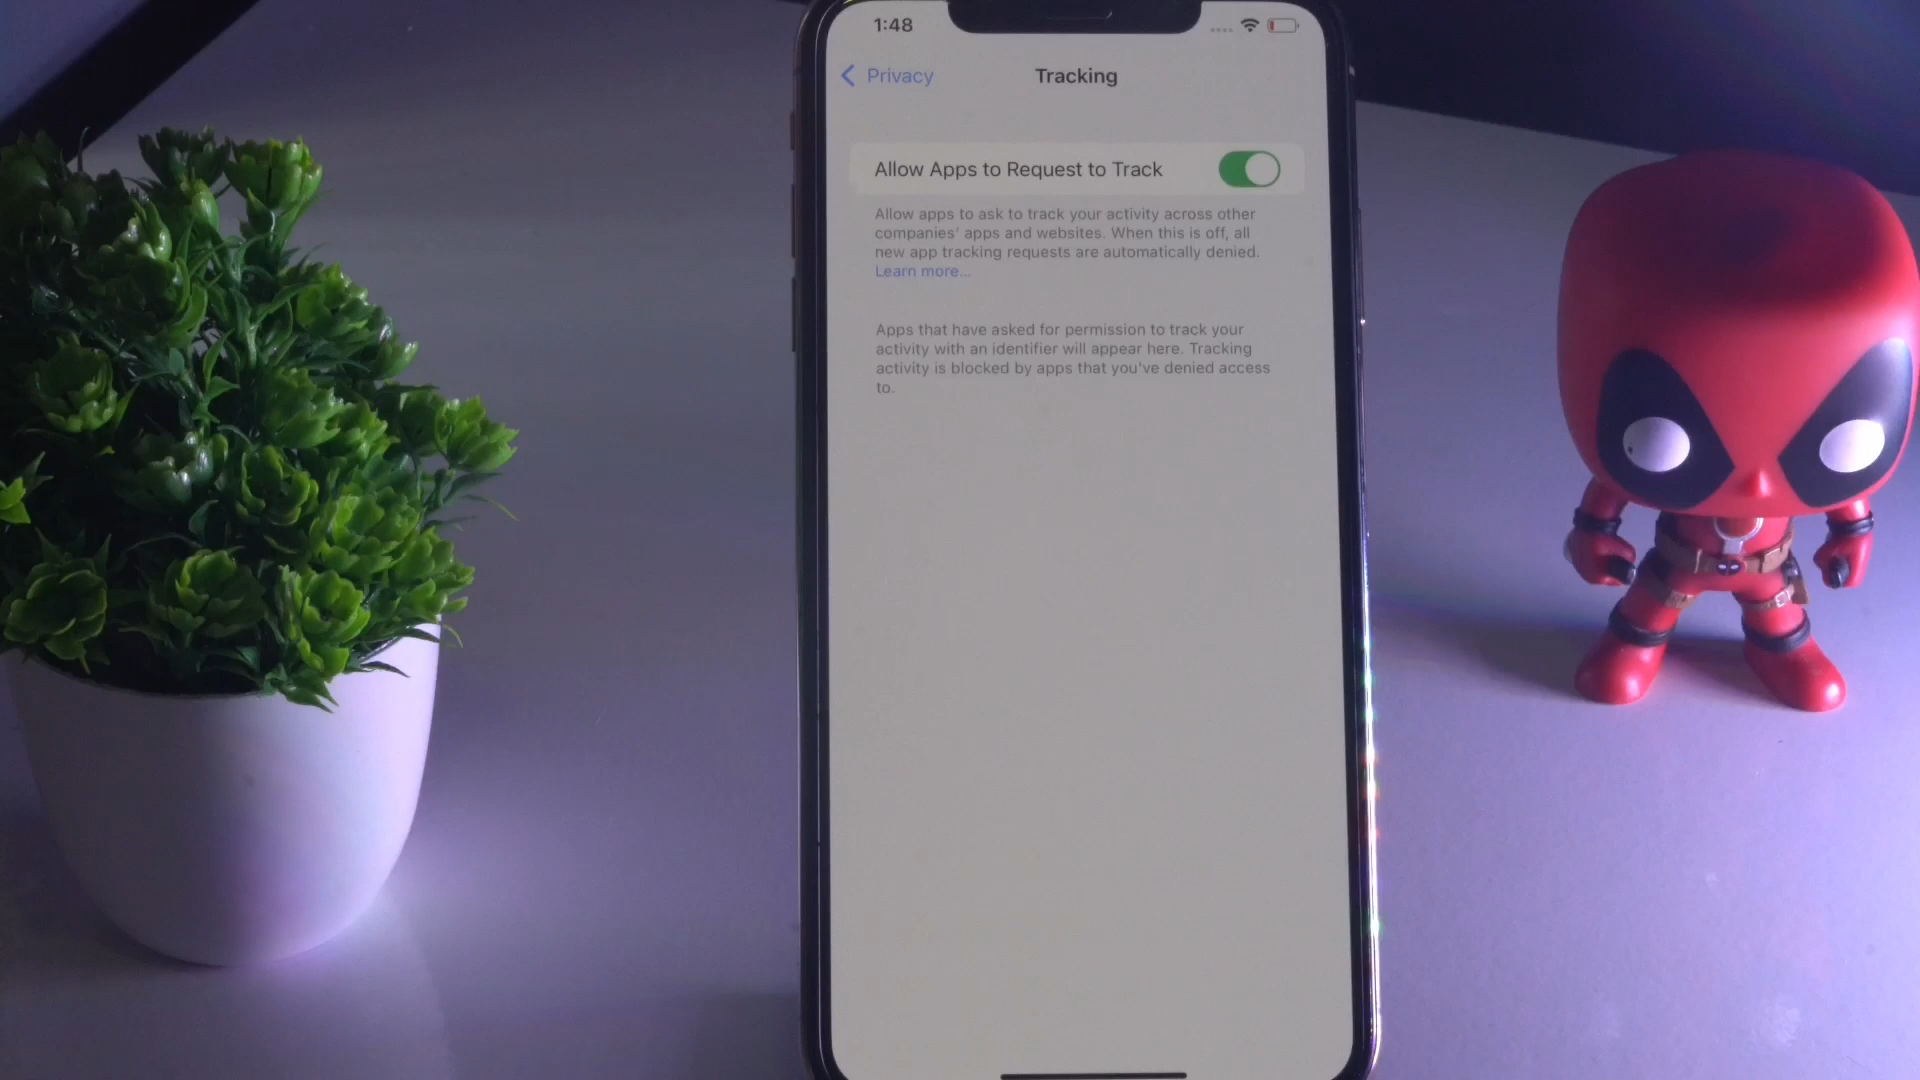 1:48
Privacy
Tracking
Allow Apps to Request to Track
Allow apps to ask to track your activity across other
companies' apps and websites. When this is off, all
new app tracking requests are automatically denied.
Learn more...
Apps that have asked for permission to track your
activity with an identifier will appear here. Tracking
activity is blocked by apps that you've denied access
to.